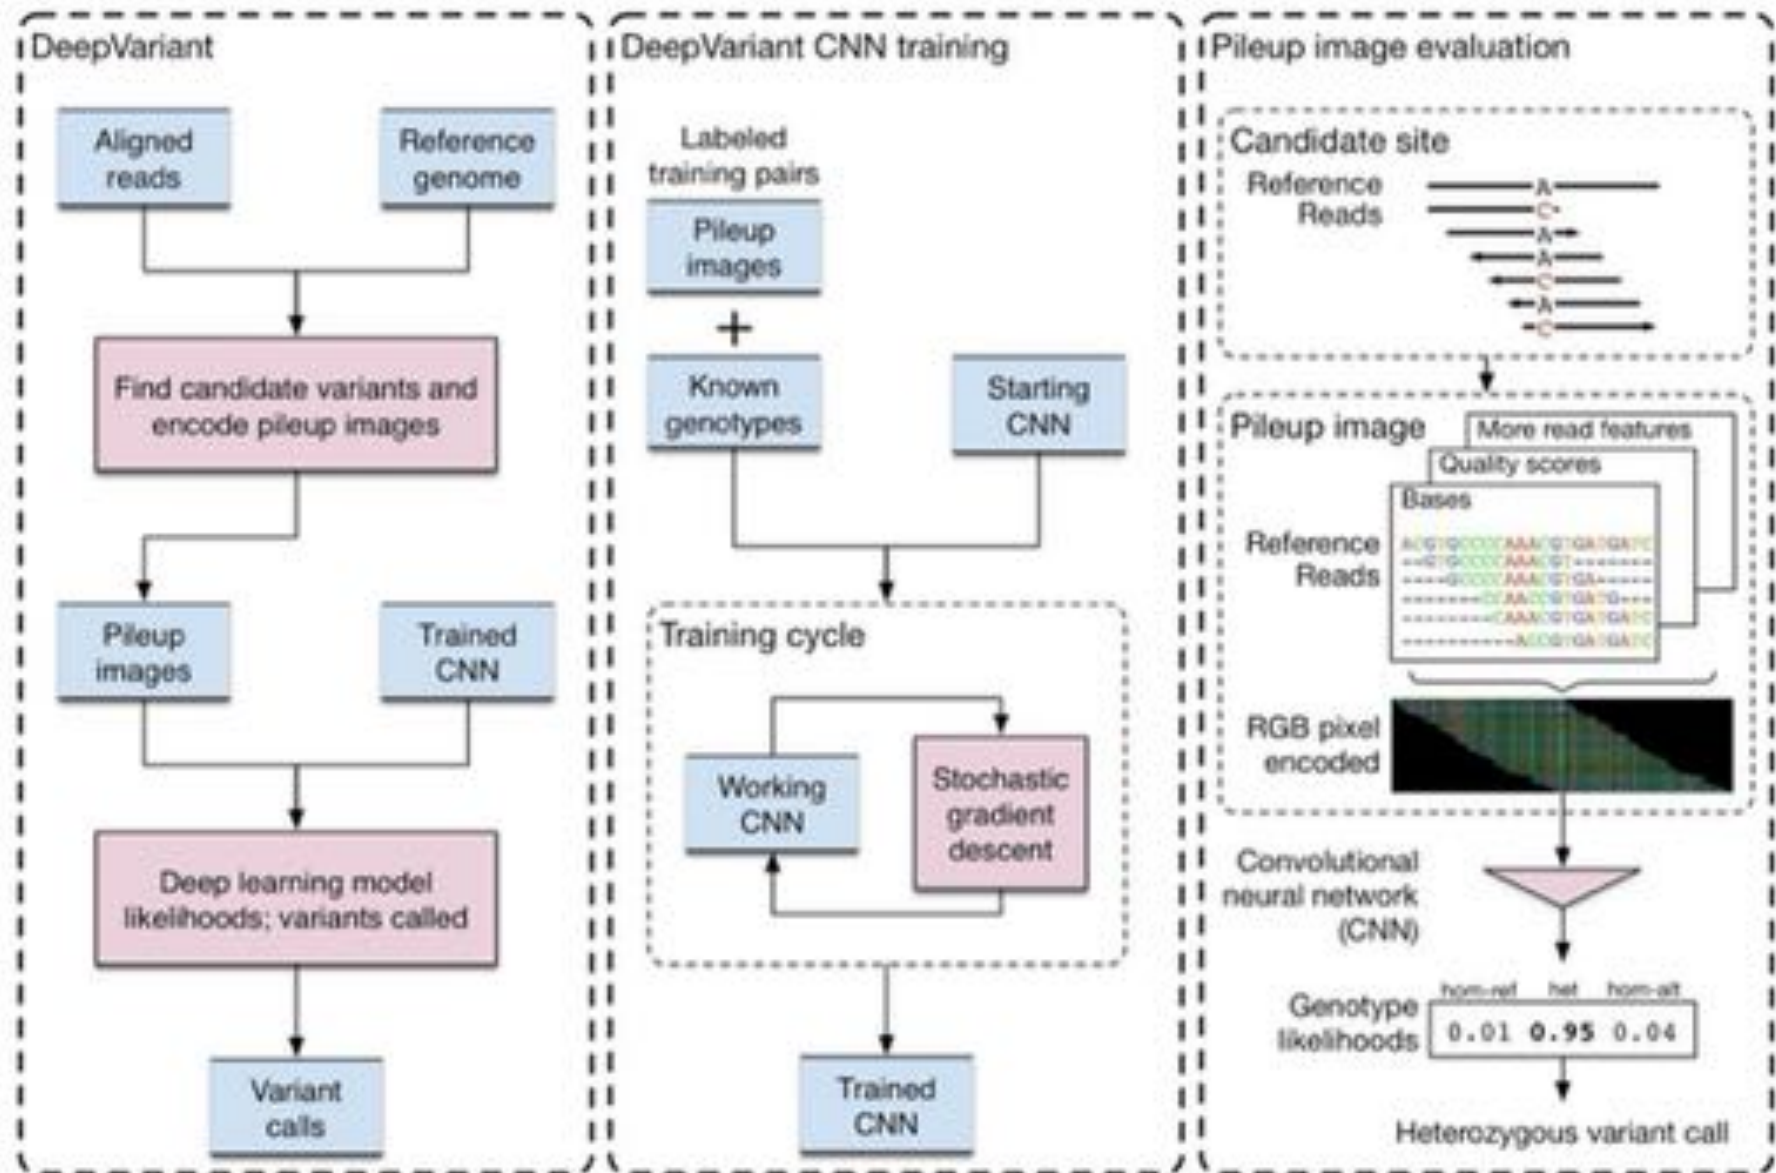 DeepVariant
Aligned
reads
Reference
genome
Find candidate variants and
encode pileup images
Pileup
images
Trained
CNN
Deep learning model
likelihoods; variants called
Variant
calls
DeepVariant CNN training
Labeled
training pairs
Pileup
images
+
Known
genotypes
Starting
CNN
Training cycle
Working
CNN
Stochastic
gradient
descent
Trained
CNN
Pileup image evaluation
Candidate site
Reference
Reads
A
C
A
A
C
A
C
Pileup image
More read features
Quality scores
Bases
Reference
Reads
RGB pixel
encoded
Convolutional
neural network
(CNN)
Genotype
likelihoods
hom-ref het hom-alt
0.01 0.95 0.04
Heterozygous variant call